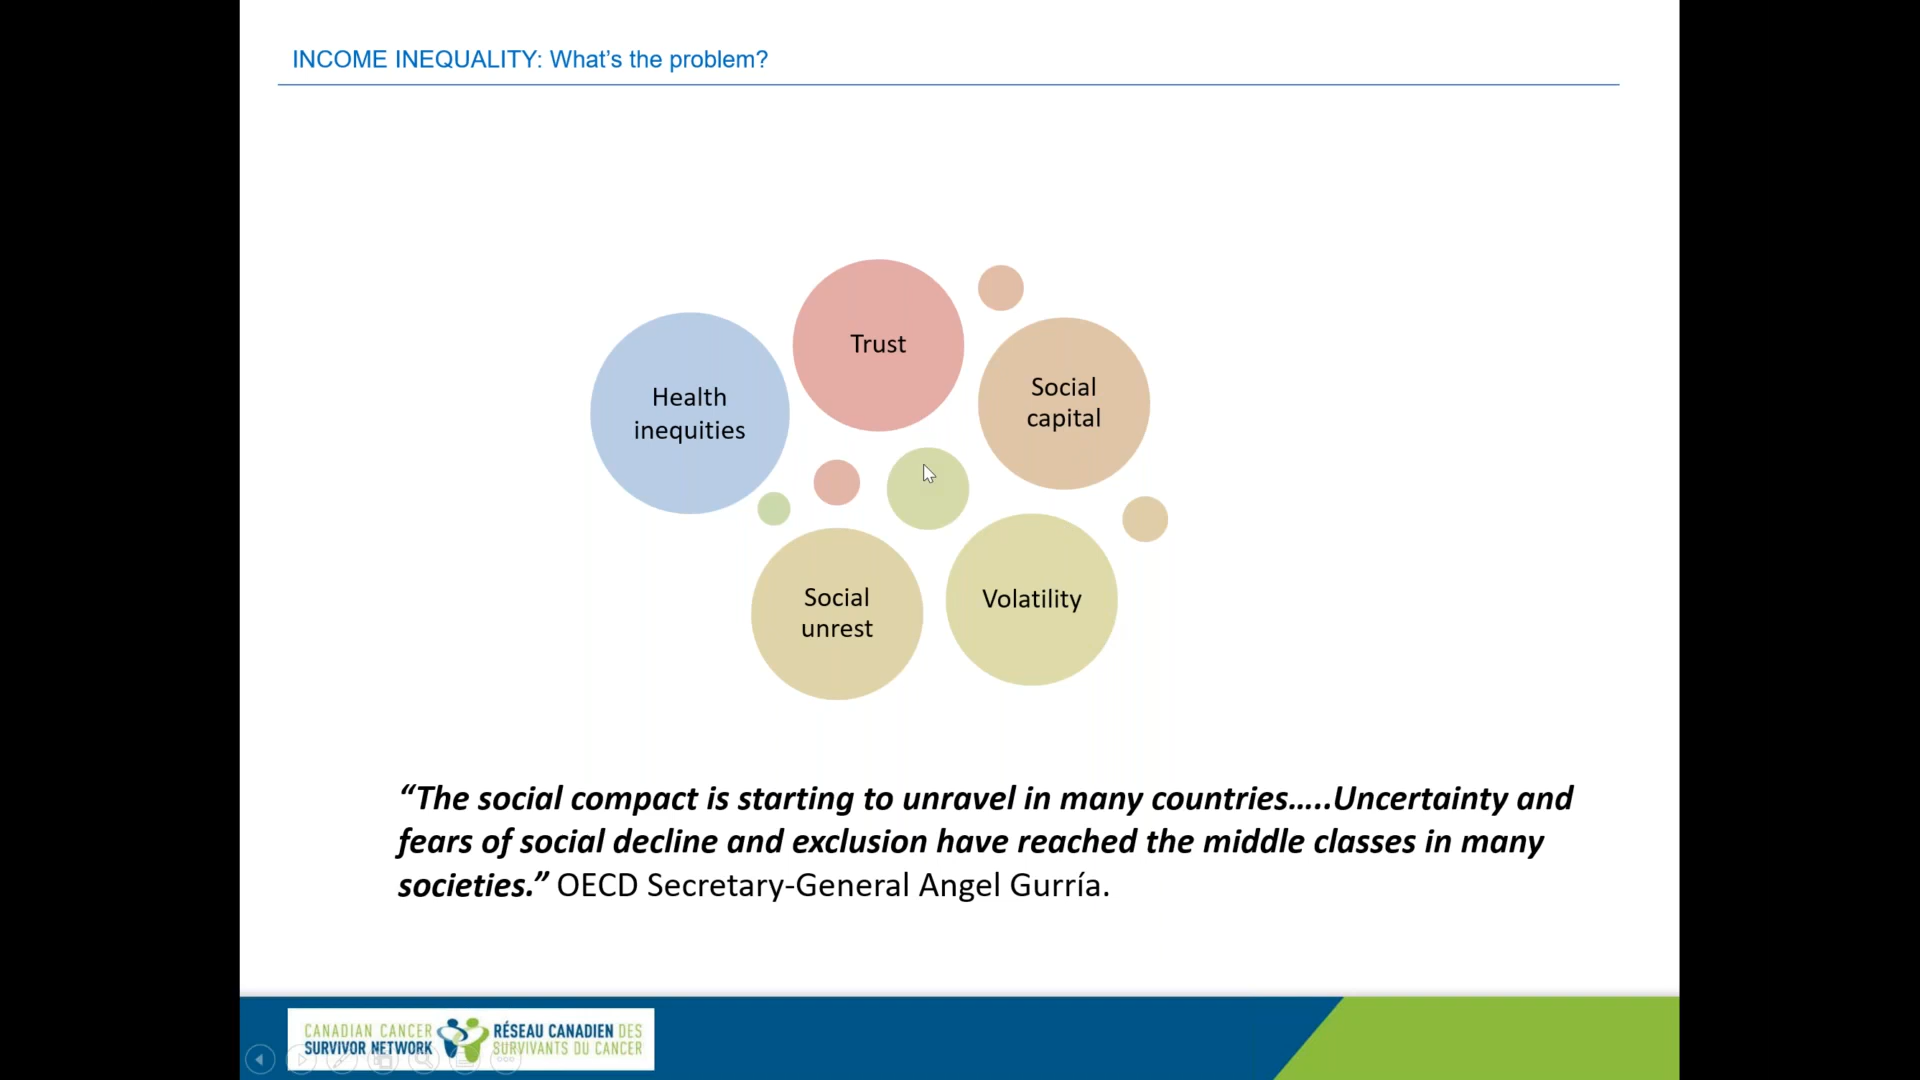 INCOME INEQUALITY: What’s the problem?
Trust
Health
inequities
Social
capital
Social
unrest
Volatility
“The social compact is starting to unravel in many countries…..Uncertainty and
fears of social decline and exclusion have reached the middle classes in many
societies.” OECD Secretary-General Angel Gurría.
CANADIAN CANCER
SURVIVOR NETWORK
RÉSEAU CANADIEN DES
SURVIVANTS DU CANCER